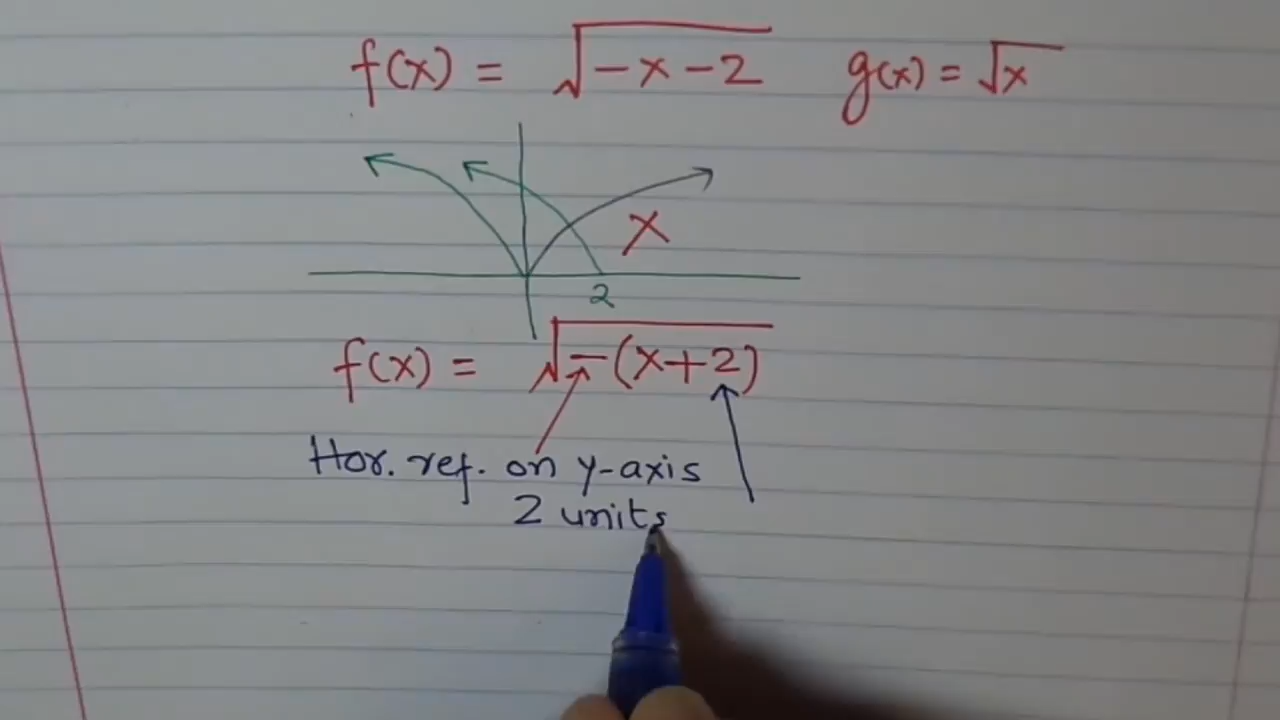 f(x) = √-x-2 g(x) = √x
X
2
f(x) = √-(x+2)
Hor. ref. on y-axis
2 units